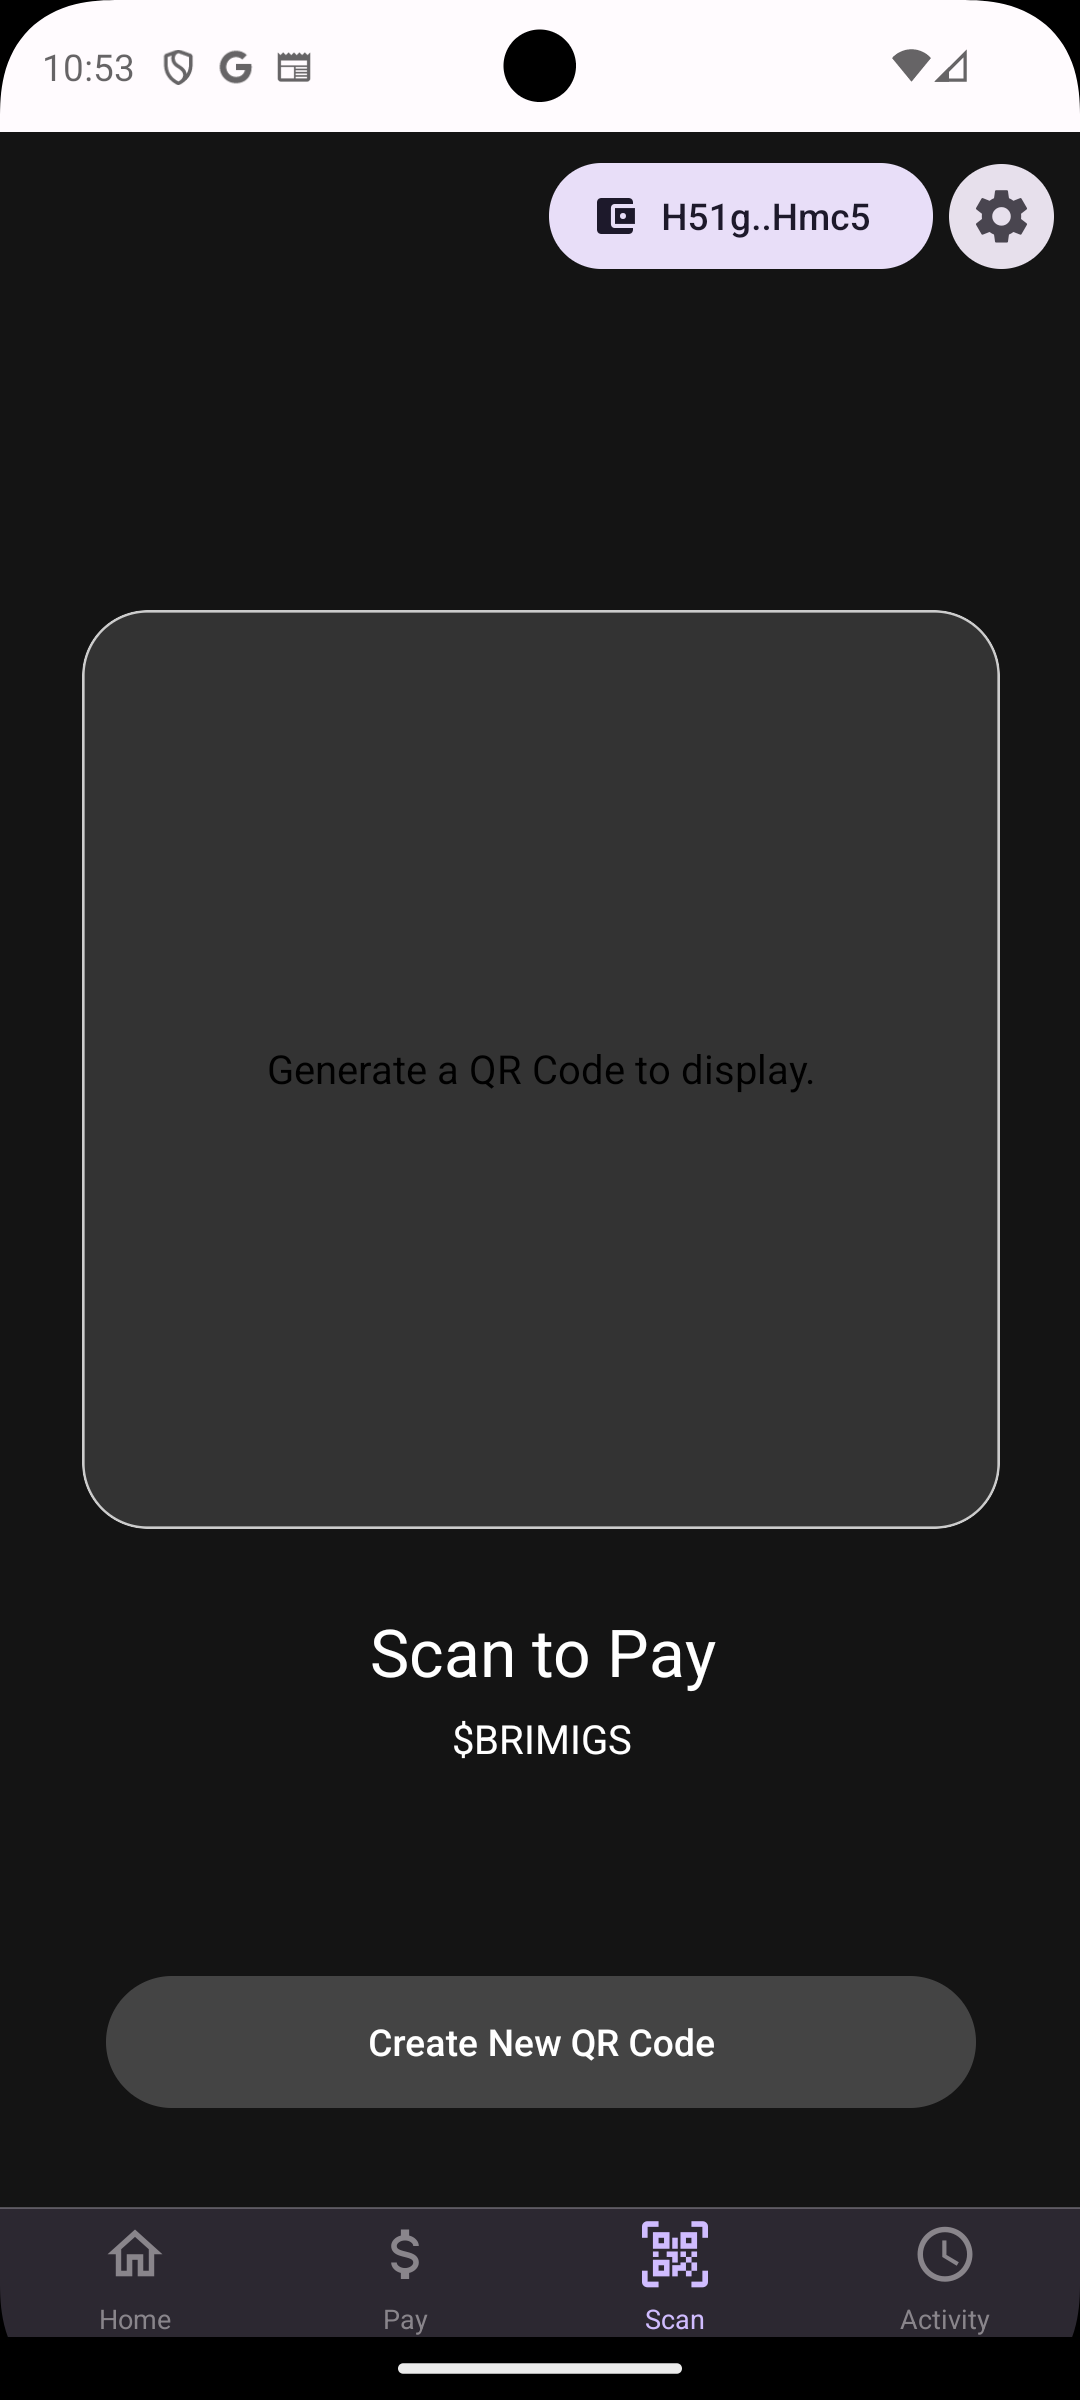 10:53
H51g..Hmc5
Generate a QR Code to display.
Scan to Pay
$BRIMIGS
Create New QR Code
Home
Pay
Scan
Activity